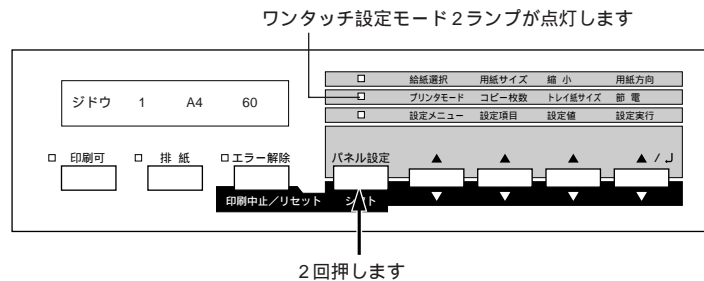 ワンタッチ設定モード2ランプが点灯します
給紙選択 用紙サイズ 縮 小 用紙方向
ジドウ 1 A4 60
プリンタモード コピー枚数 トレイ紙サイズ 節 電
設定メニュー 設定項目 設定値 設定実行
印刷可 排 紙 エラー解除 パネル設定 ▲ ▲ ▲ ▲ / ↲
印刷中止/リセット シフト ▼ ▼ ▼ ▼
2回押します